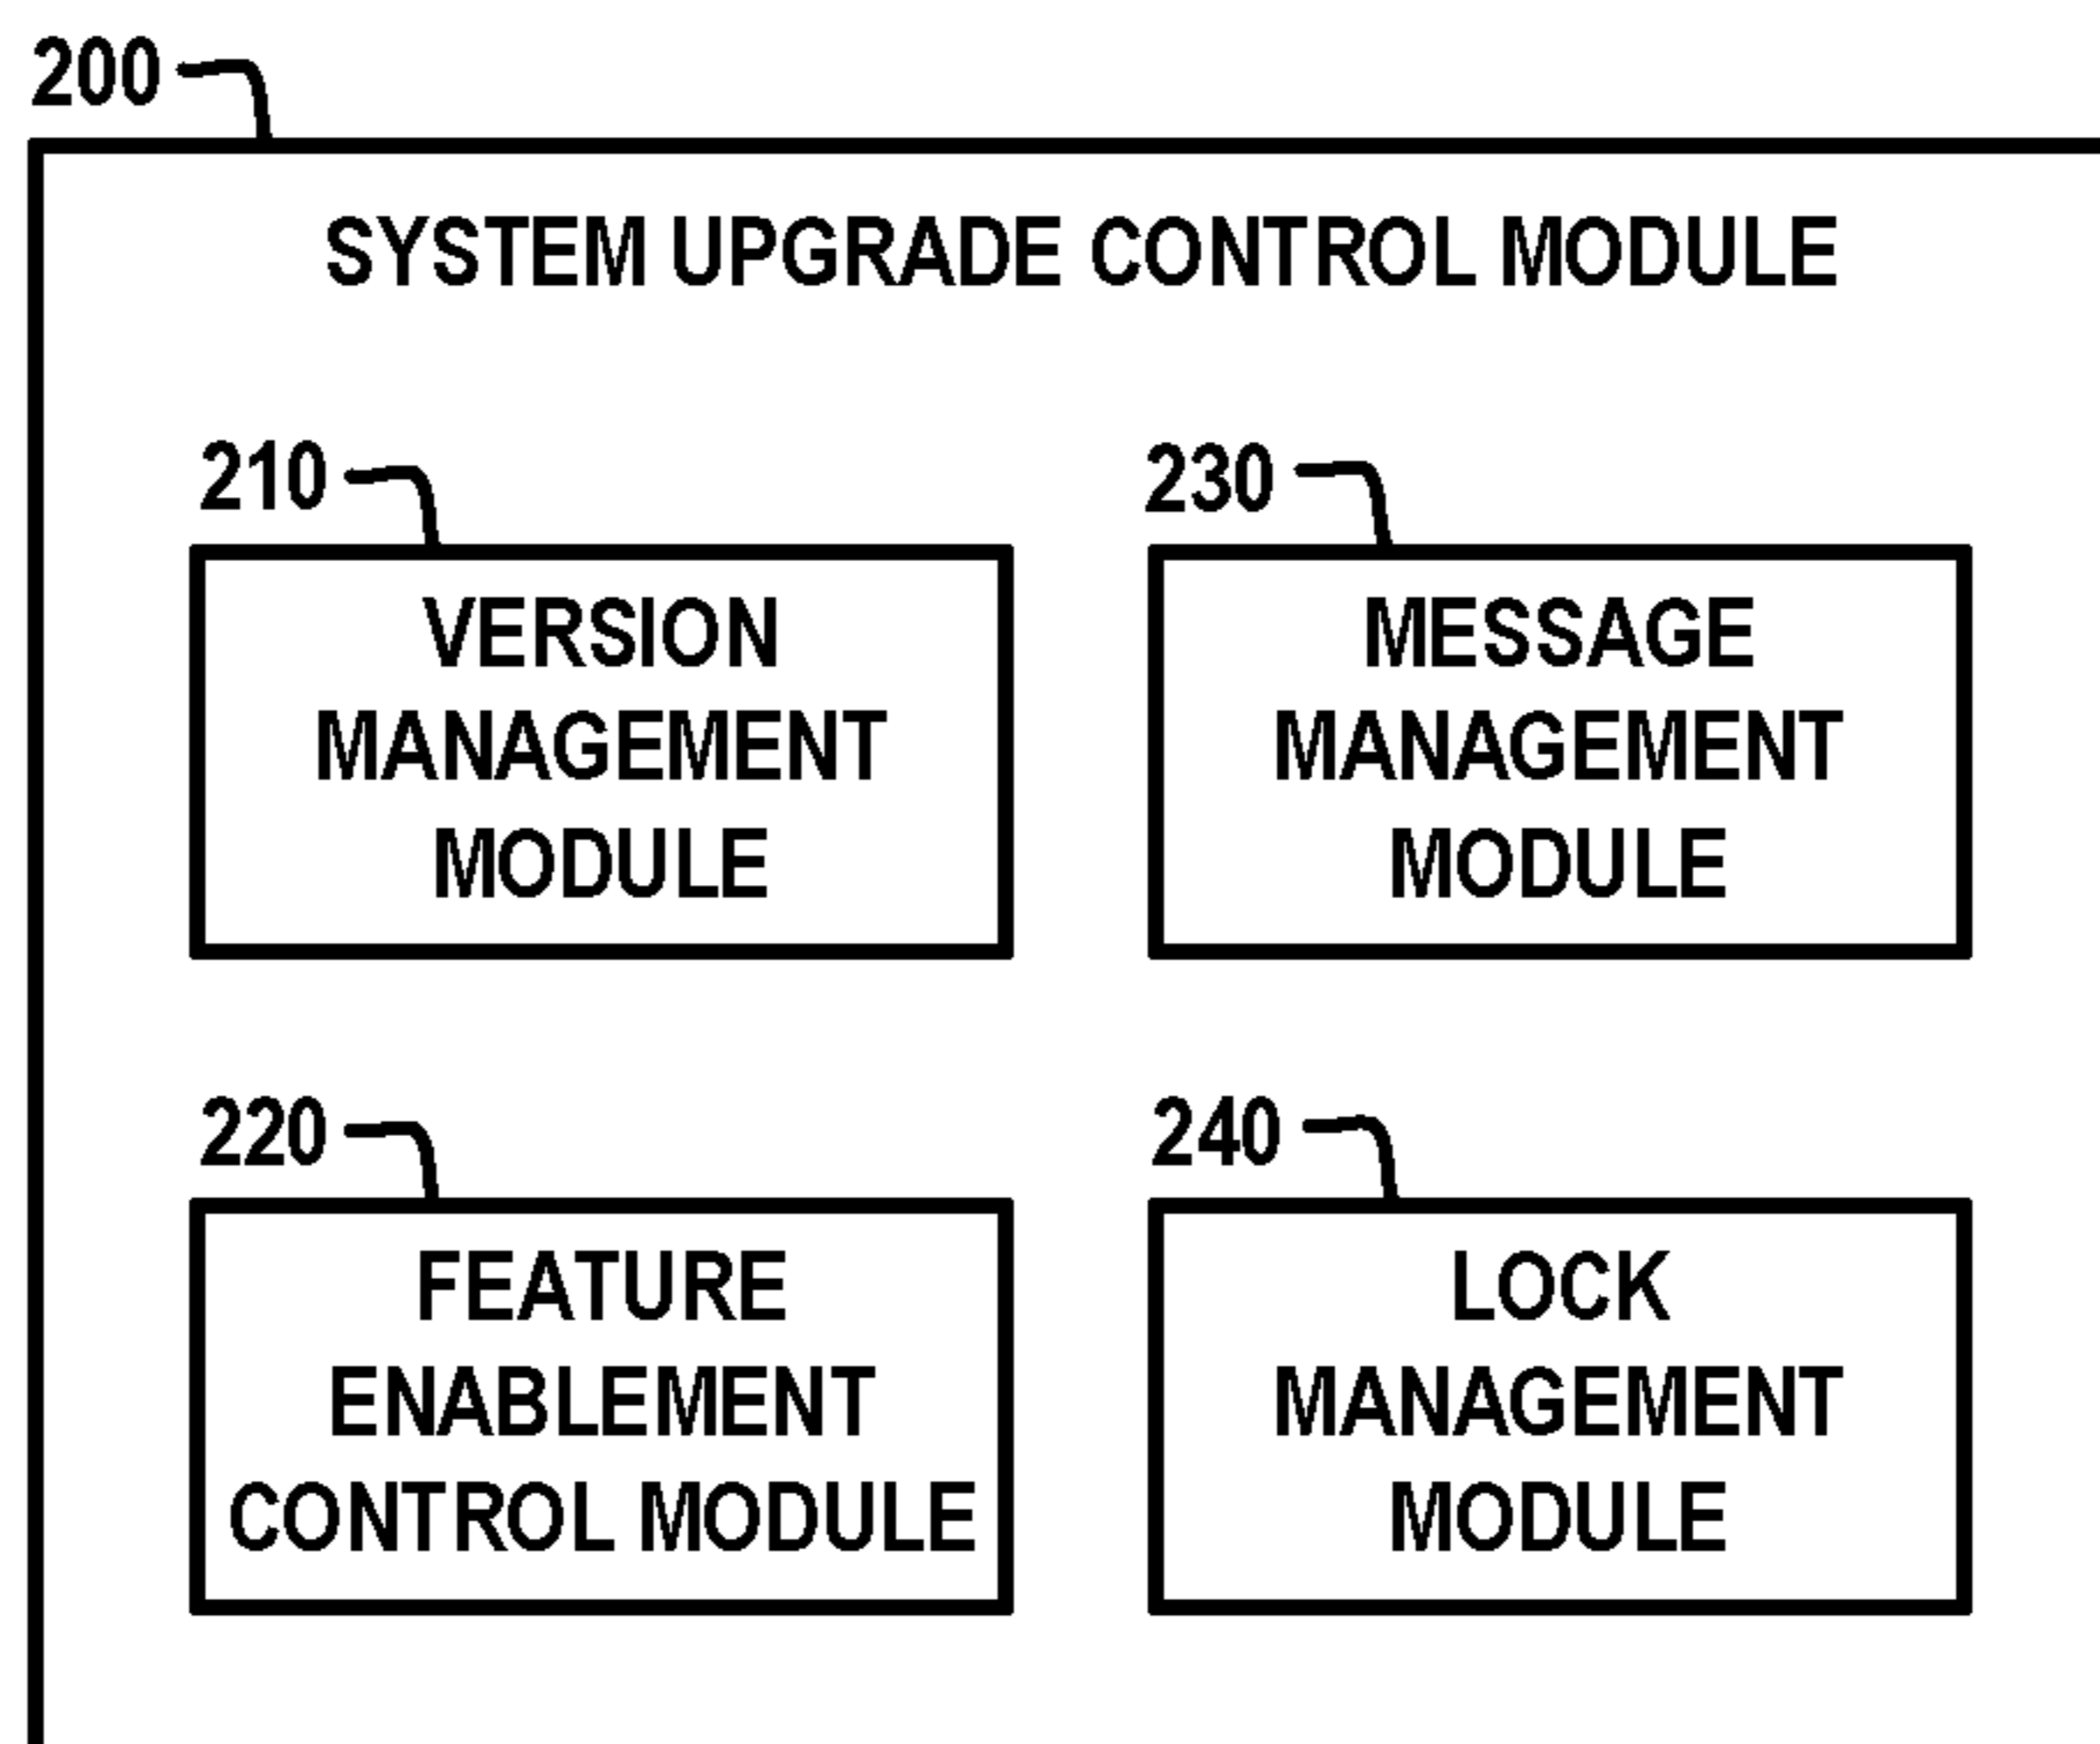 200
SYSTEM UPGRADE CONTROL MODULE
210
VERSION
MANAGEMENT
MODULE
230
MESSAGE
MANAGEMENT
MODULE
220
FEATURE
ENABLEMENT
CONTROL MODULE
240
LOCK
MANAGEMENT
MODULE